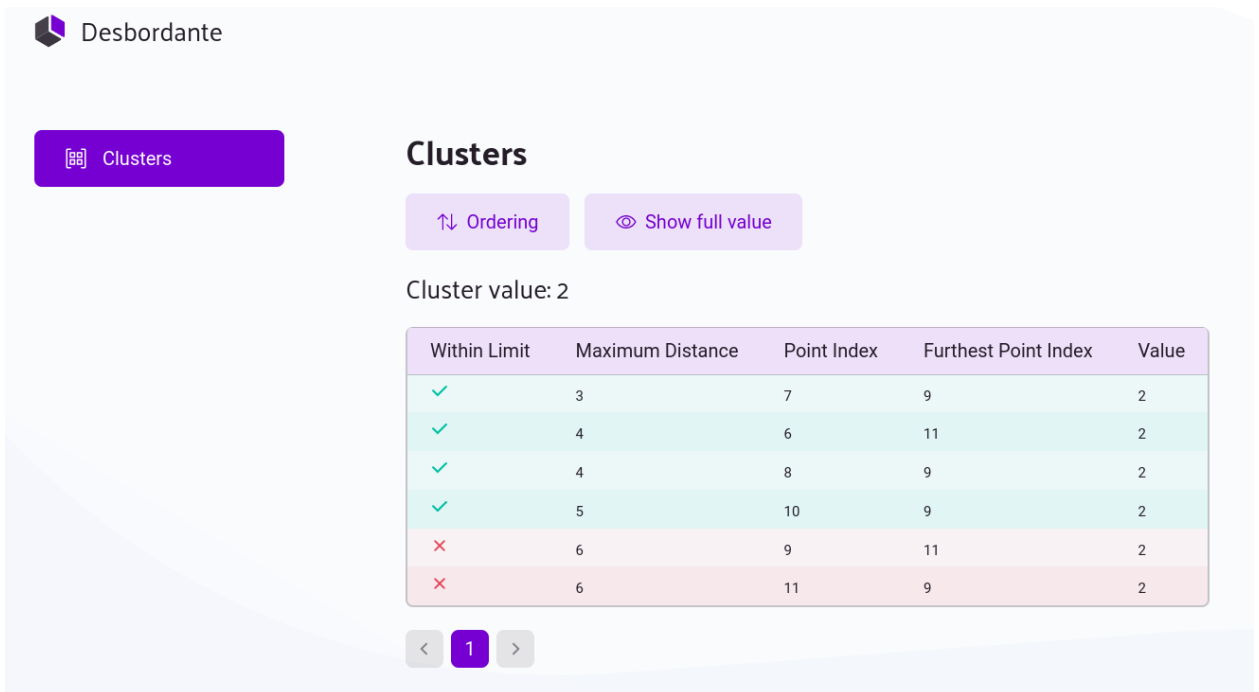 Desbordante
Clusters
Clusters
Ordering Show full value
Cluster value: 2
Within Limit Maximum Distance Point Index Furthest Point Index Value
3 7 9 2
4 6 11 2
4 8 9 2
5 10 9 2
6 9 11 2
6 11 9 2
1